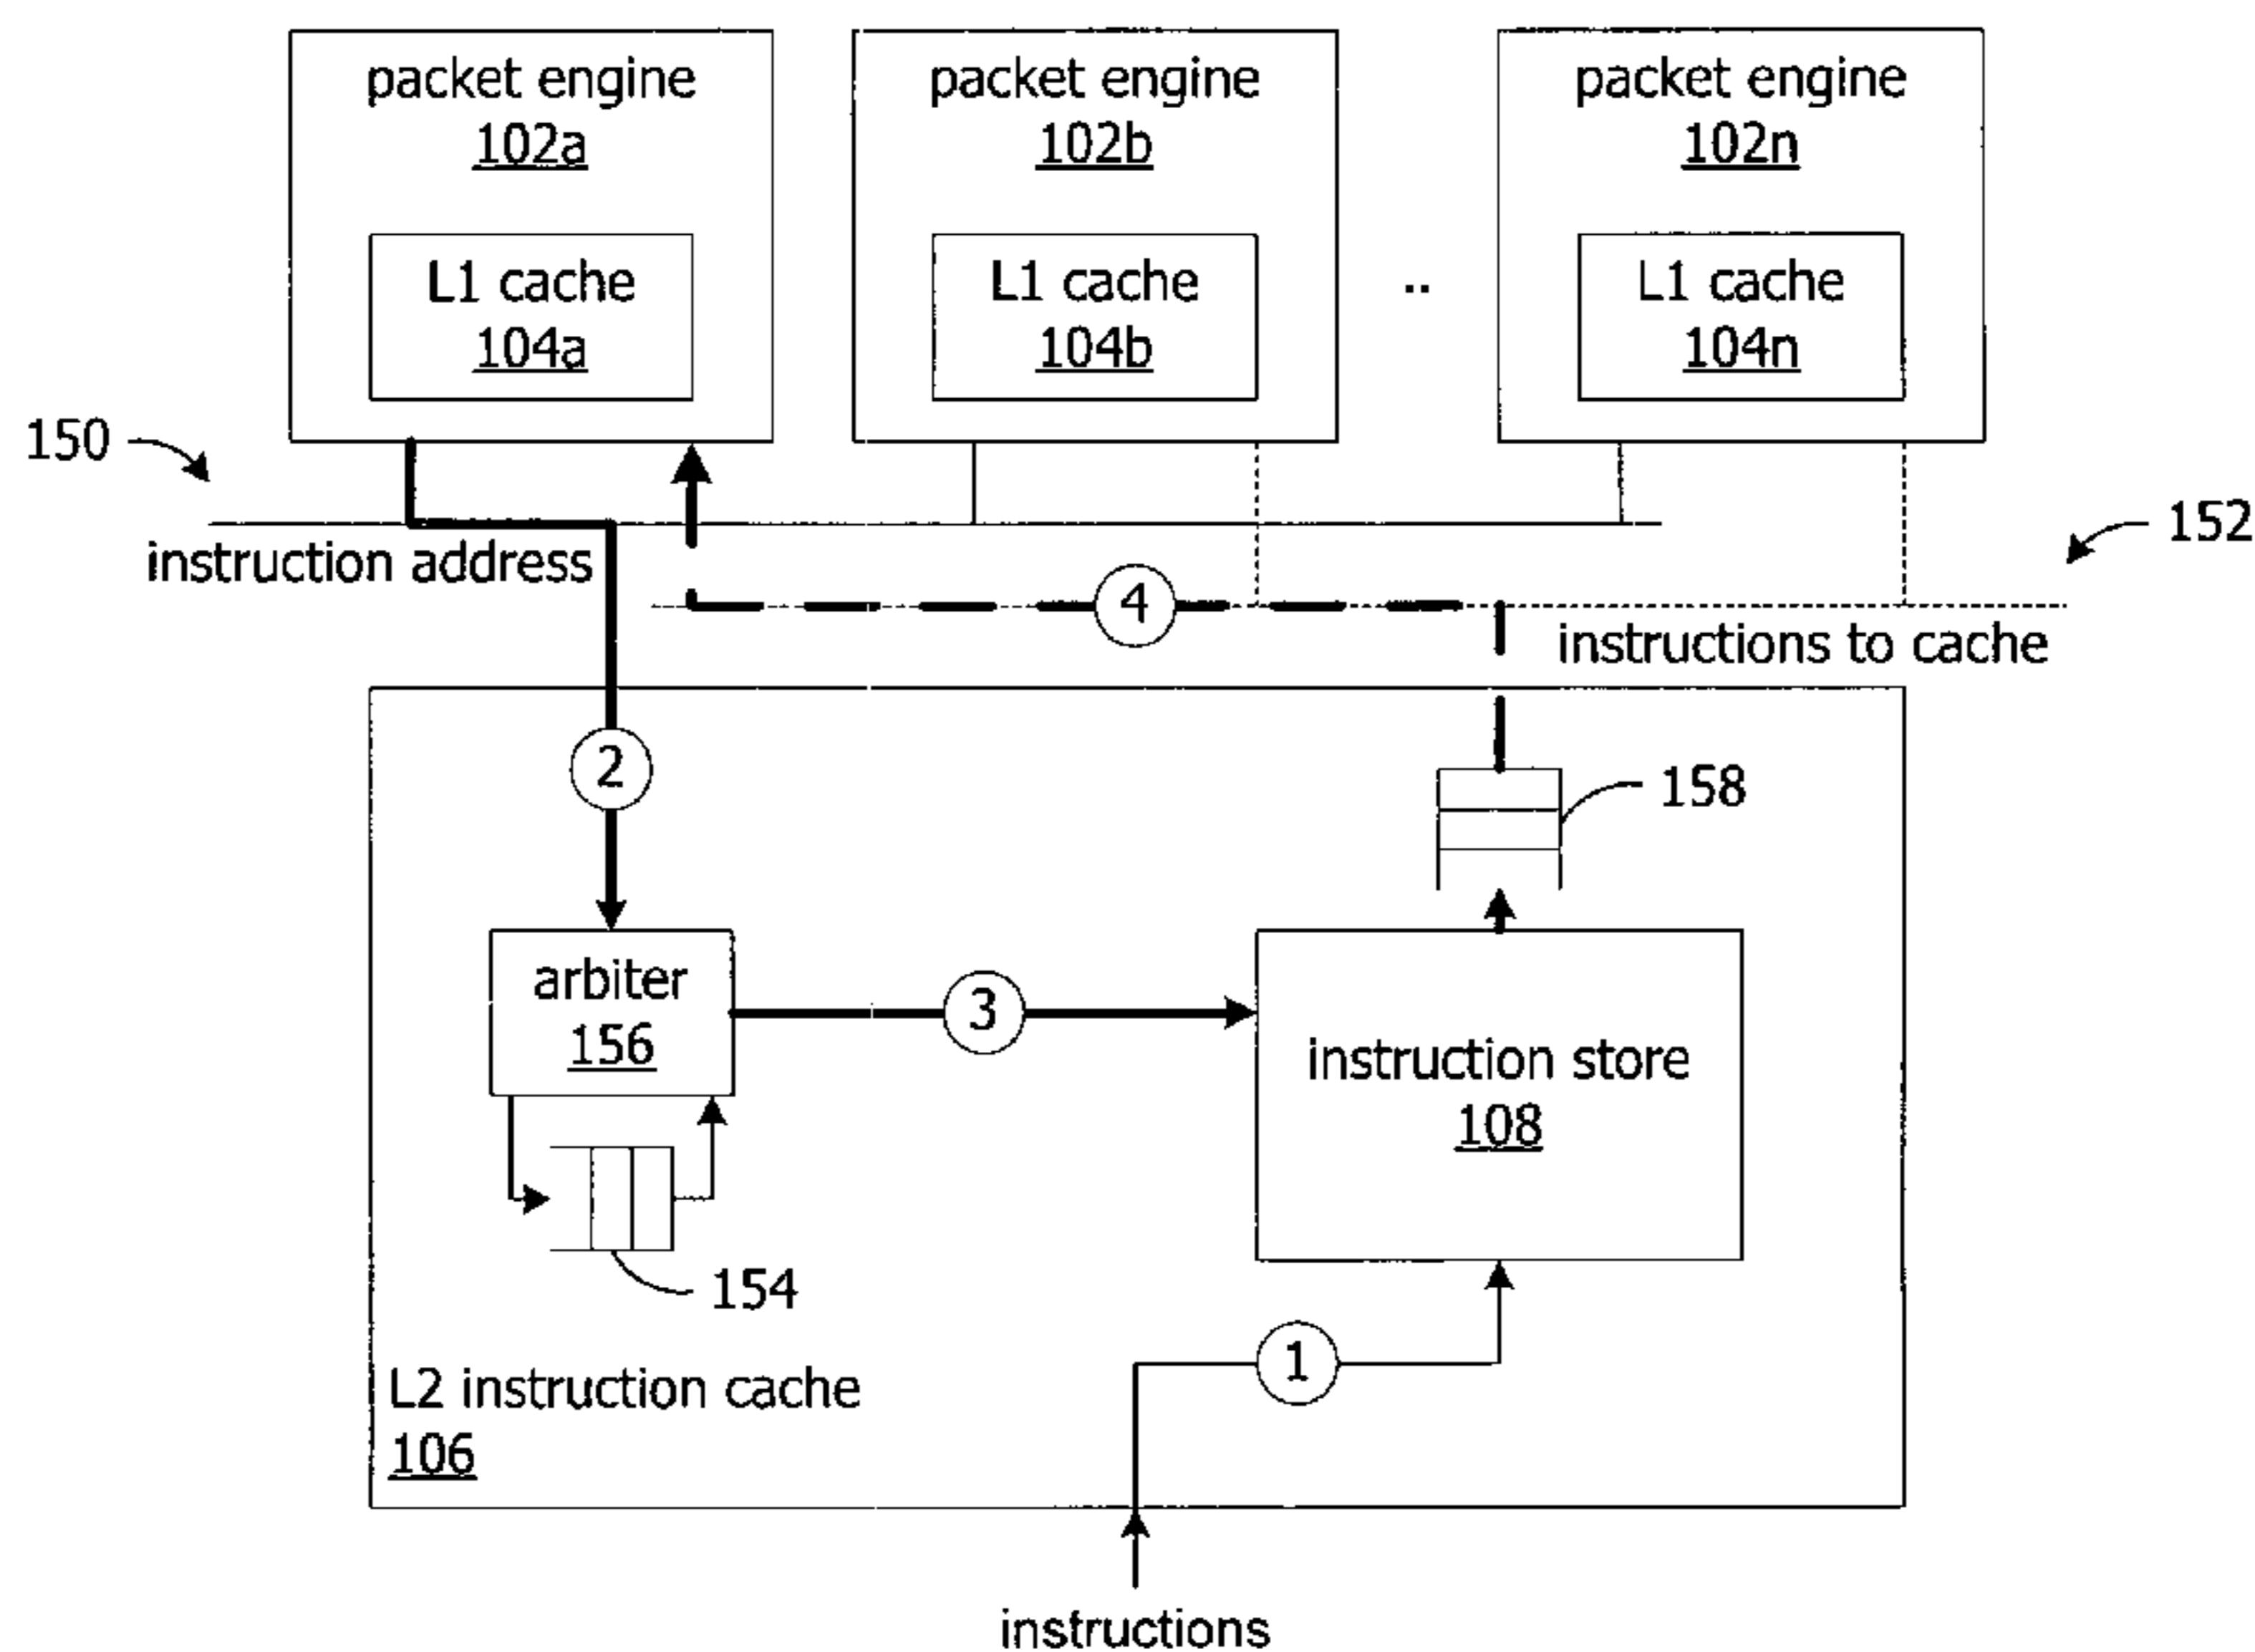 packet engine
102a
L1 cache
104a
packet engine
102b
L1 cache
104b
..
packet engine
102n
L1 cache
104n
150
152
instruction address
4
instructions to cache
2
158
arbiter
156
3
instruction store
108
154
1
L2 instruction cache
106
instructions